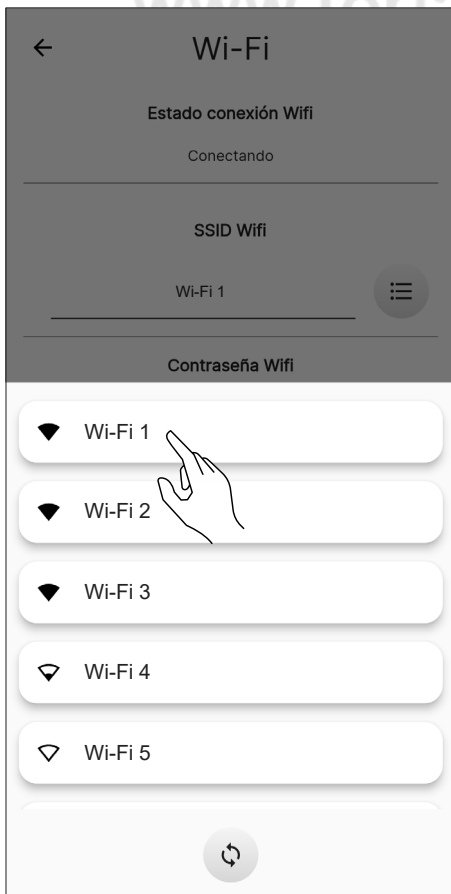 Wi-Fi
Estado conexión Wifi
Conectando
SSID Wifi
Wi-Fi 1
Contraseña Wifi
Wi-Fi 1
Wi-Fi 2
Wi-Fi 3
Wi-Fi 4
Wi-Fi 5